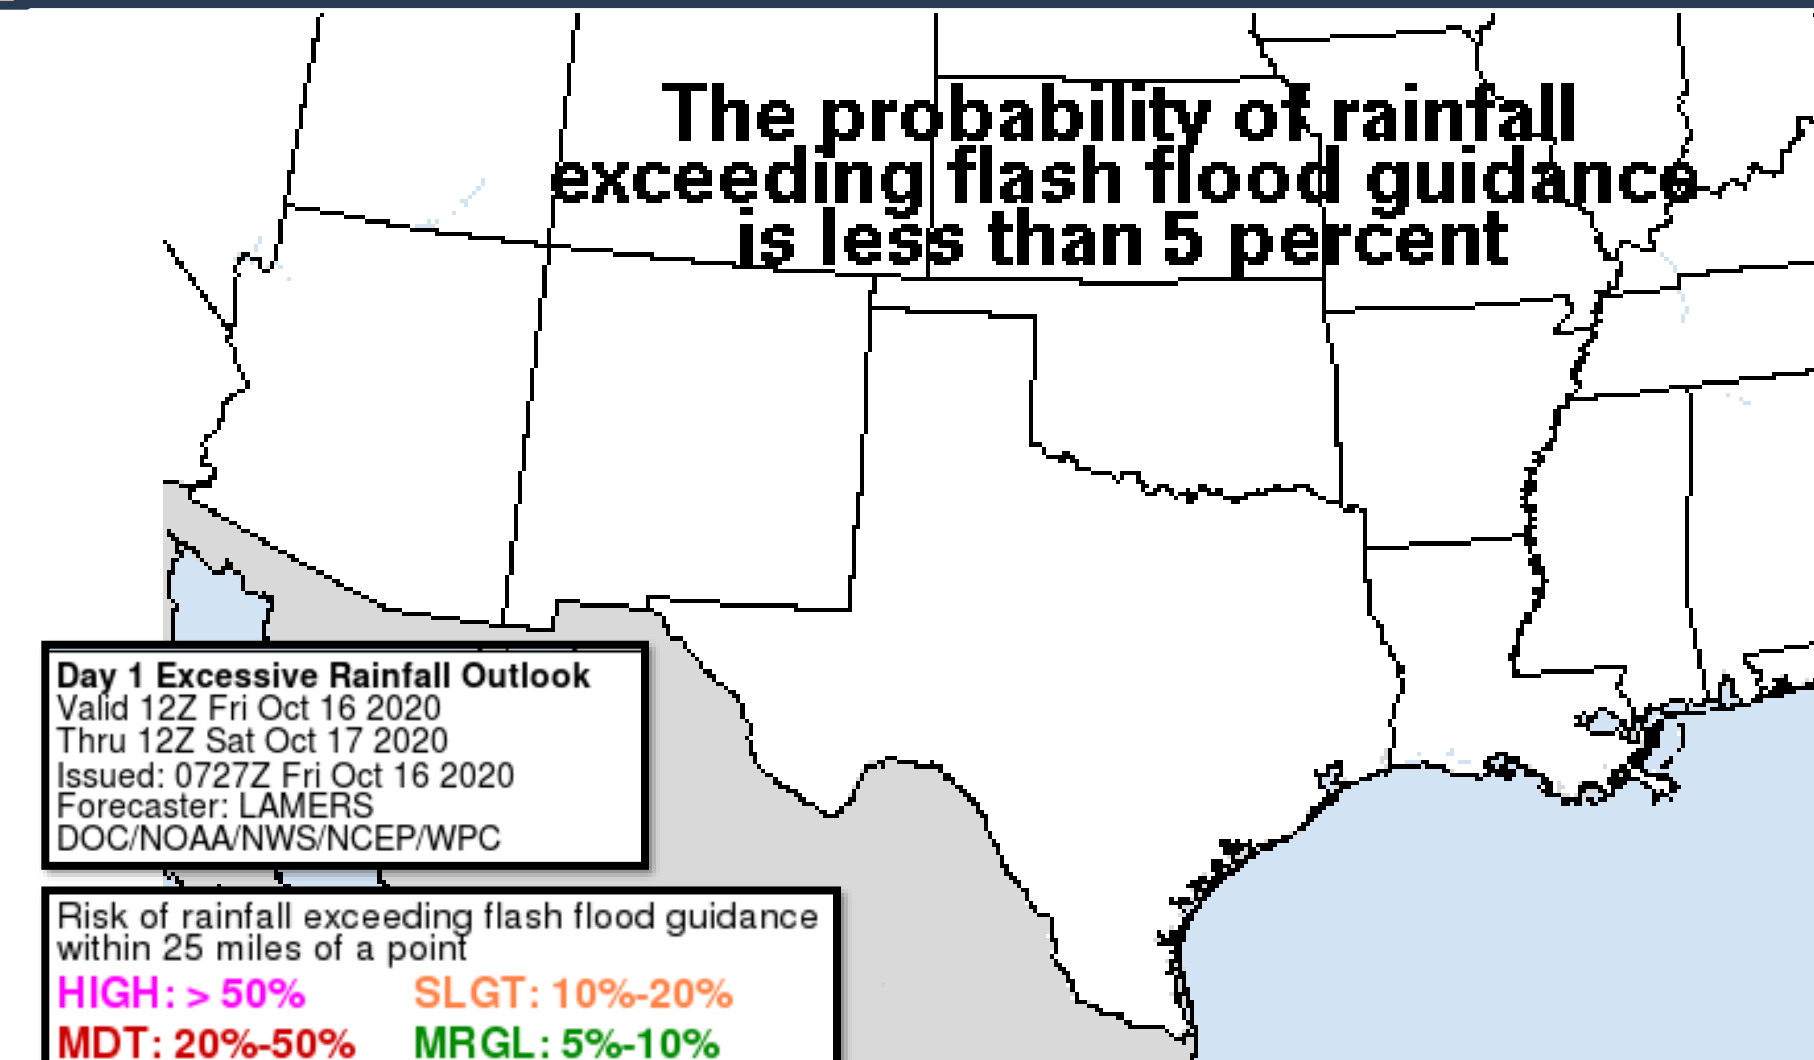 The probability of rainfall
exceeding flash flood guidance
is less than 5 percent
Day 1 Excessive Rainfall Outlook
Valid 12Z Fri Oct 16 2020
Thru 12Z Sat Oct 17 2020
Issued: 0727Z Fri Oct 16 2020
Forecaster: LAMERS
DOC/NOAA/NWS/NCEP/WPC
Risk of rainfall exceeding flash flood guidance
within 25 miles of a point
HIGH: > 50% SLGT: 10%-20%
MDT: 20%-50% MRGL: 5%-10%